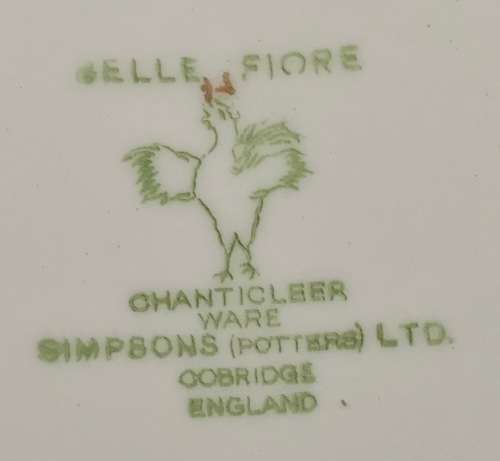 BELLE FIORE
CHANTICLEER
WARE
SIMPSONS (POTTERS) LTD.
COBRIDGE
ENGLAND